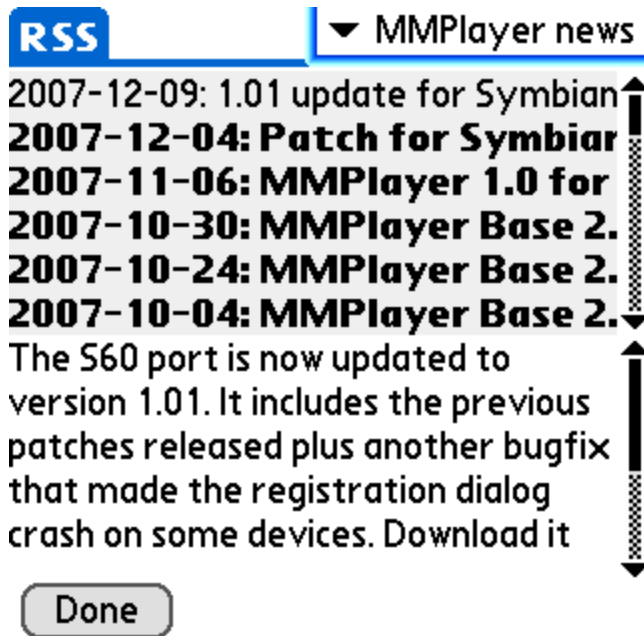 RSS
MMPlayer news
2007-12-09: 1.01 update for Symbian
2007-12-04: Patch for Symbian
2007-11-06: MMPlayer 1.0 for
2007-10-30: MMPlayer Base 2.
2007-10-24: MMPlayer Base 2.
2007-10-04: MMPlayer Base 2.
The S60 port is now updated to
version 1.01. It includes the previous
patches released plus another bugfix
that made the registration dialog
crash on some devices. Download it
Done